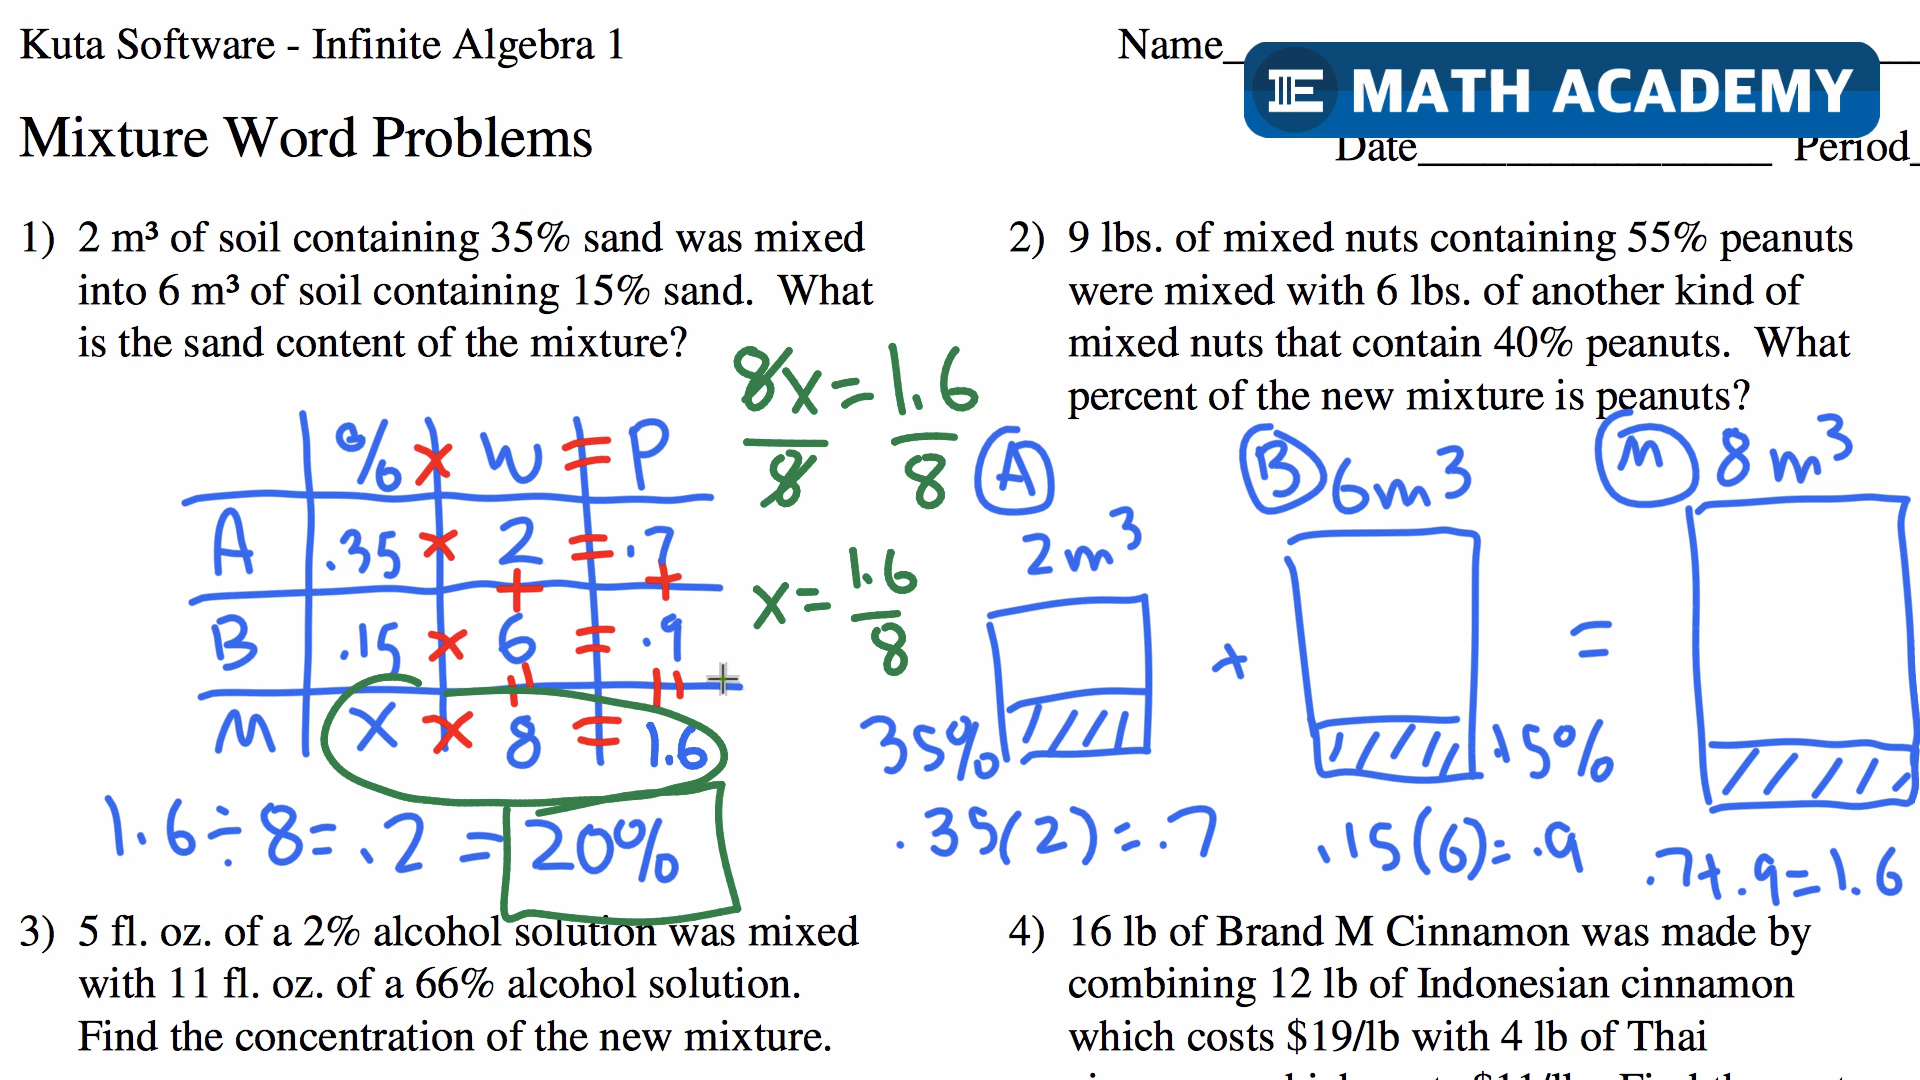 Kuta Software - Infinite Algebra 1
Name_
MATH ACADEMY
Mixture Word Problems
Date________________ Period_
1) 2 m³ of soil containing 35% sand was mixed
into 6 m³ of soil containing 15% sand. What
is the sand content of the mixture?
8x = 1.6
8 8
x = 1.6
8
% × W = P
A .35 × 2 = .7
+ +
B .15 × 6 = .9
M x × 8 = 1.6
1.6 ÷ 8 = .2 = 20%
2) 9 lbs. of mixed nuts containing 55% peanuts
were mixed with 6 lbs. of another kind of
mixed nuts that contain 40% peanuts. What
percent of the new mixture is peanuts?
A B 6m3 M 8m3
2m3
+ =
35% 15%
.35(2) = .7 .15(6) = .9 .7+.9=1.6
3) 5 fl. oz. of a 2% alcohol solution was mixed
with 11 fl. oz. of a 66% alcohol solution.
Find the concentration of the new mixture.
4) 16 lb of Brand M Cinnamon was made by
combining 12 lb of Indonesian cinnamon
which costs $19/lb with 4 lb of Thai